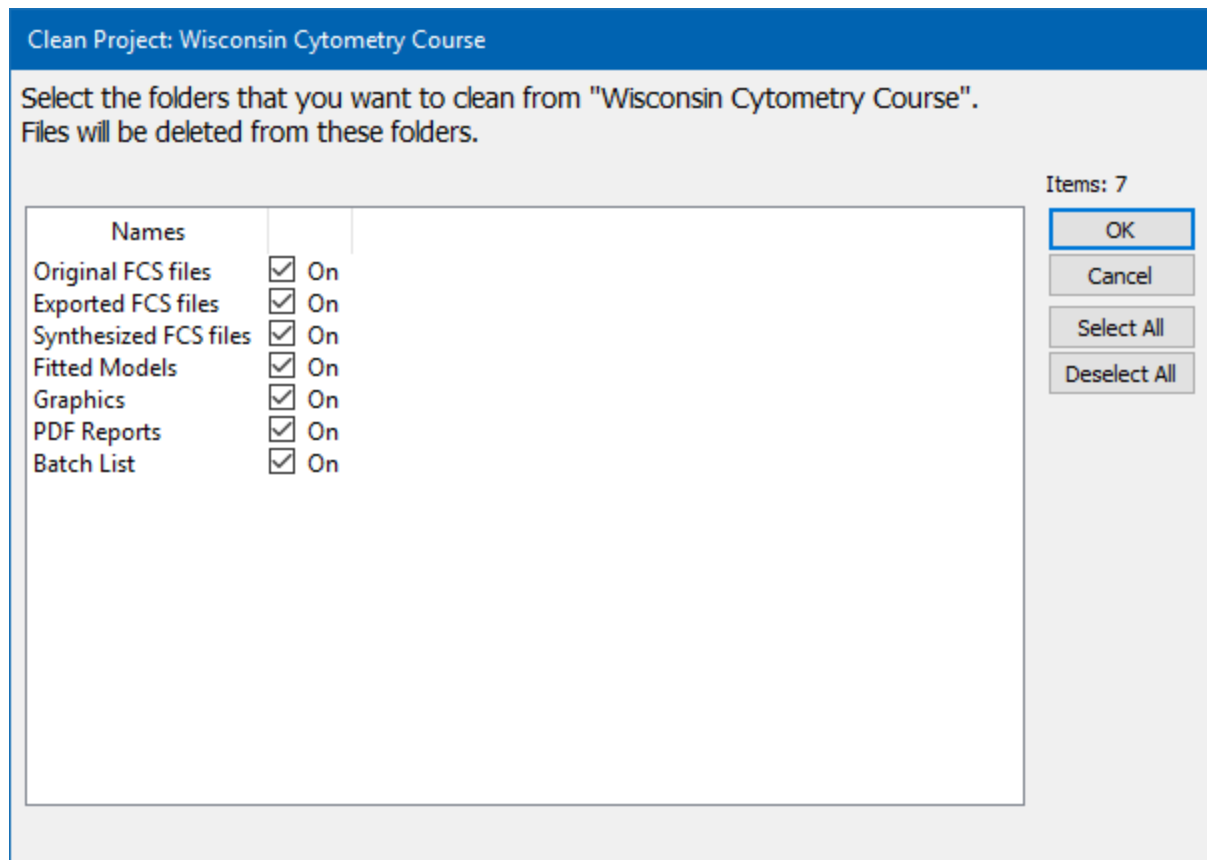 Clean Project: Wisconsin Cytometry Course
Select the folders that you want to clean from "Wisconsin Cytometry Course".
Files will be deleted from these folders.
Items: 7
Names
OK
Original FCS files On
Cancel
Exported FCS files On
Synthesized FCS files On
Select All
Fitted Models On
Deselect All
Graphics On
PDF Reports On
Batch List On